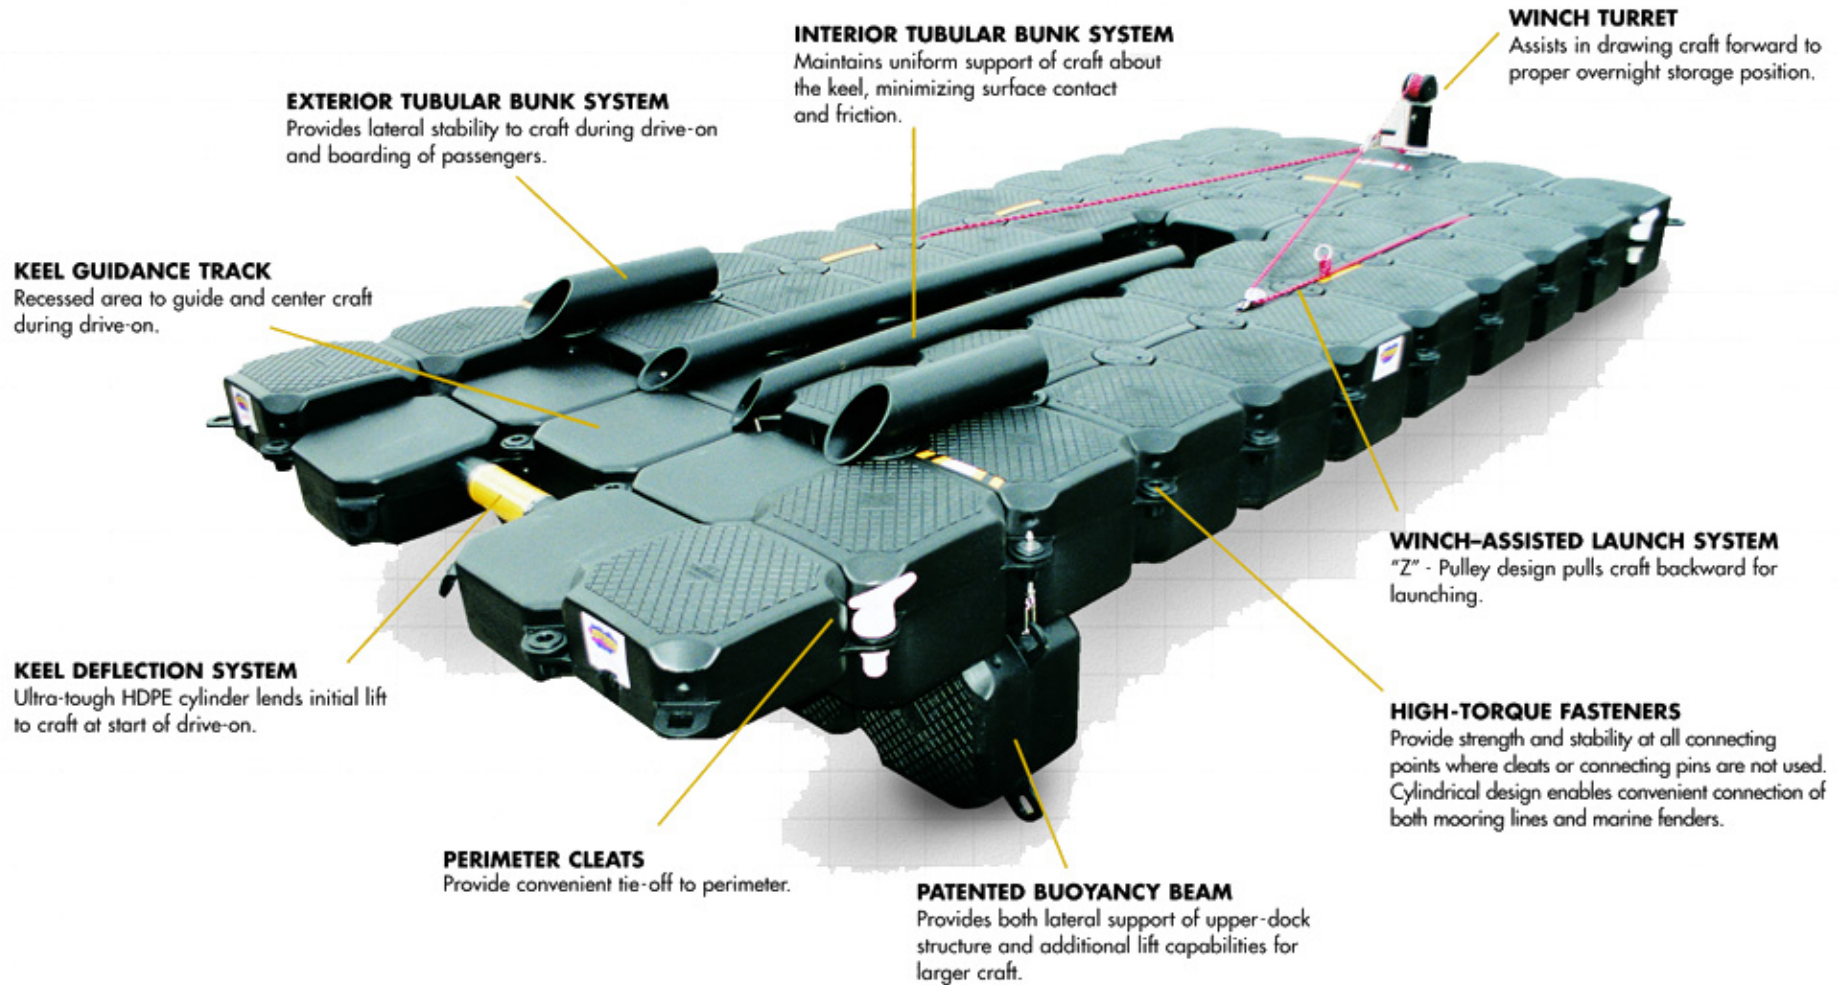 WINCH TURRET
Assists in drawing craft forward to
proper overnight storage position.
INTERIOR TUBULAR BUNK SYSTEM
Maintains uniform support of craft about
the keel, minimizing surface contact
and friction.
EXTERIOR TUBULAR BUNK SYSTEM
Provides lateral stability to craft during drive-on
and boarding of passengers.
KEEL GUIDANCE TRACK
Recessed area to guide and center craft
during drive-on.
WINCH–ASSISTED LAUNCH SYSTEM
"Z" - Pulley design pulls craft backward for
launching.
KEEL DEFLECTION SYSTEM
Ultra-tough HDPE cylinder lends initial lift
to craft at start of drive-on.
HIGH-TORQUE FASTENERS
Provide strength and stability at all connecting
points where cleats or connecting pins are not used.
Cylindrical design enables convenient connection of
both mooring lines and marine fenders.
PERIMETER CLEATS
Provide convenient tie-off to perimeter.
PATENTED BUOYANCY BEAM
Provides both lateral support of upper-dock
structure and additional lift capabilities for
larger craft.